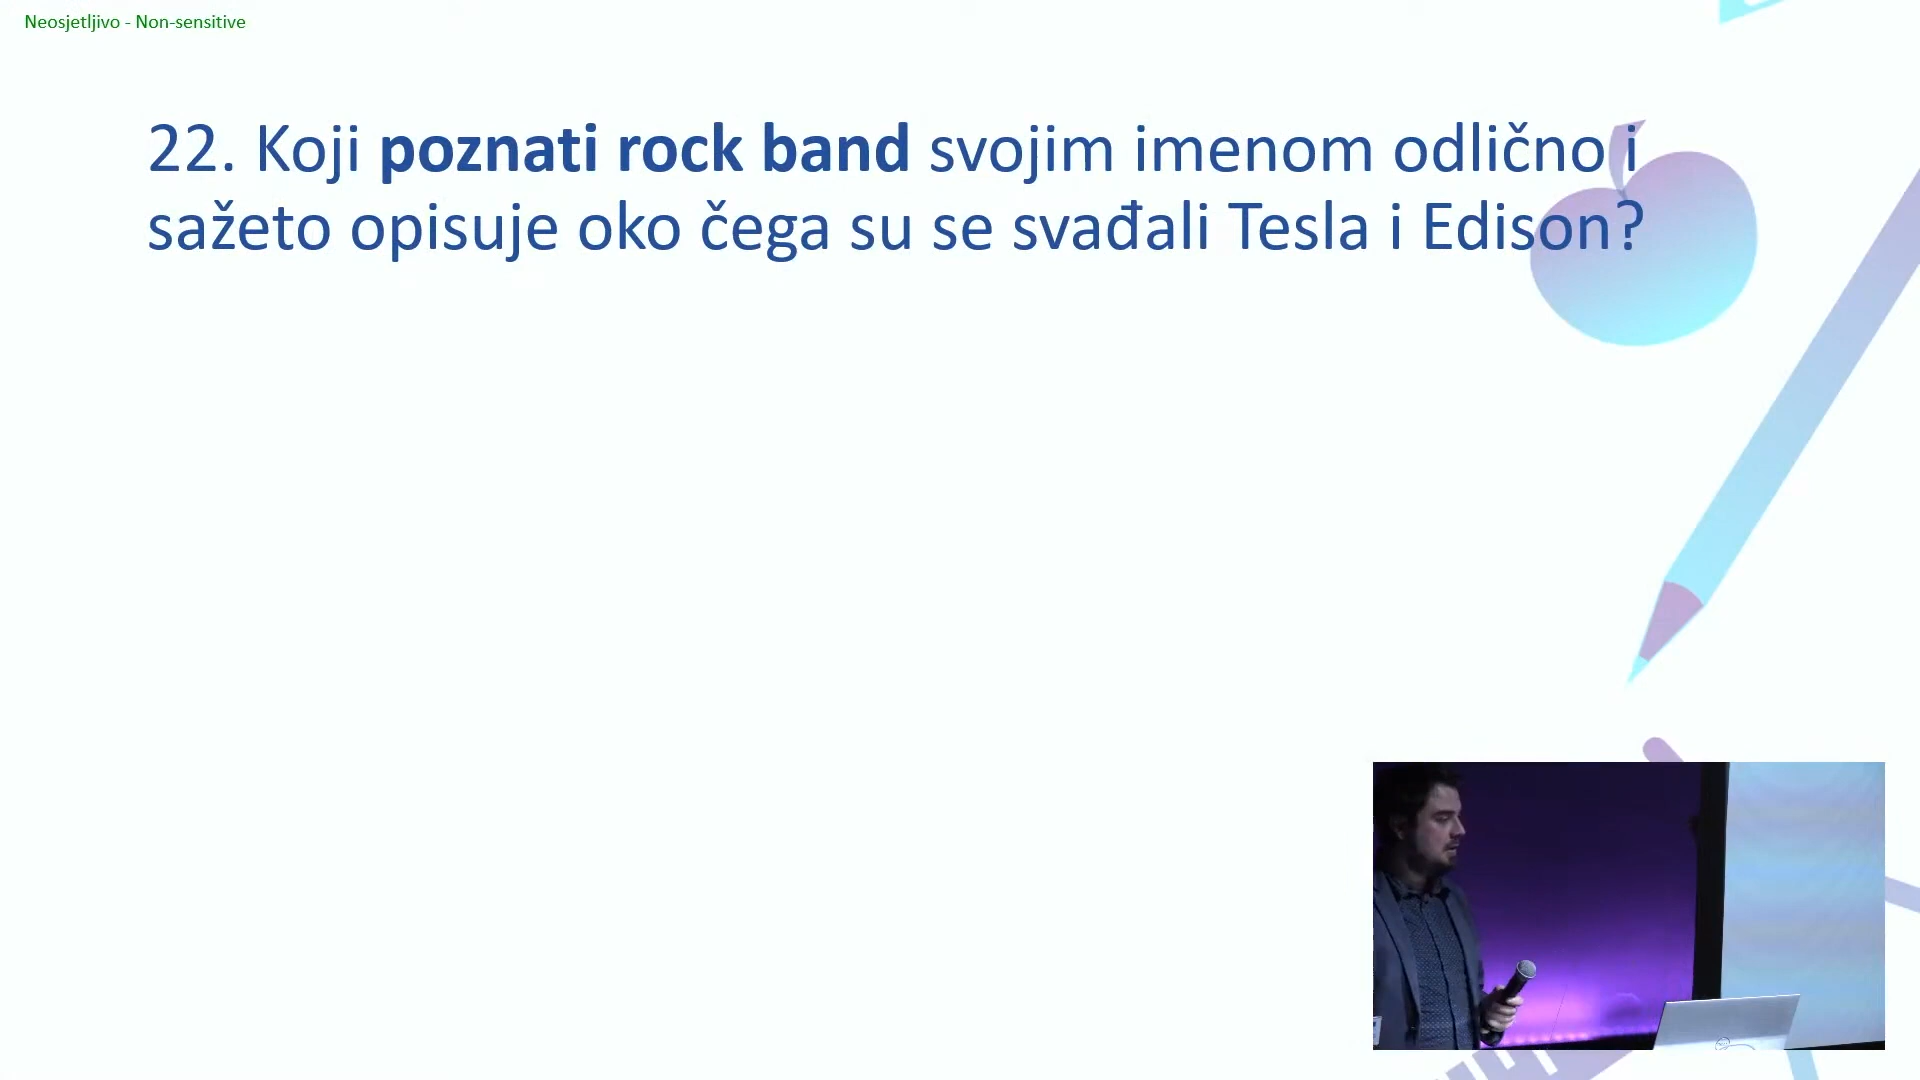 Neosjetljivo - Non-sensitive
22. Koji poznati rock band svojim imenom odlično i
sažeto opisuje oko čega su se svađali Tesla i Edison?